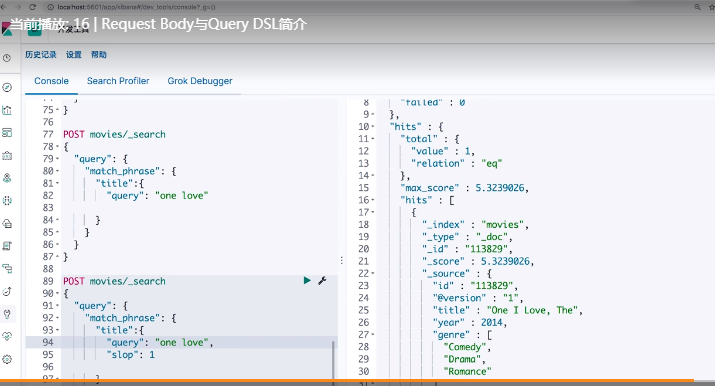 localhost:5601/app/kibana#/dev_tools/console?_g=()
当前播放: 16 | Request Body与Query DSL简介
历史记录 设置 帮助
Console Search Profiler Grok Debugger
75 }
76
77 POST movies/_search
78 {
79 "query": {
80 "match_phrase": {
81 "title":{
82 "query": "one love"
83
84 }
85 }
86 }
87 }
88
89 POST movies/_search
90 {
91 "query": {
92 "match_phrase": {
93 "title":{
94 "query": "one love",
95 "slop": 1
96
97 }
8 "failed" : 0
9 },
10 "hits" : {
11 "total" : {
12 "value" : 1,
13 "relation" : "eq"
14 },
15 "max_score" : 5.3239026,
16 "hits" : [
17 {
18 "_index" : "movies",
19 "_type" : "_doc",
20 "_id" : "113829",
21 "_score" : 5.3239026,
22 "_source" : {
23 "id" : "113829",
24 "@version" : "1",
25 "title" : "One I Love, The",
26 "year" : 2014,
27 "genre" : [
28 "Comedy",
29 "Drama",
30 "Romance"